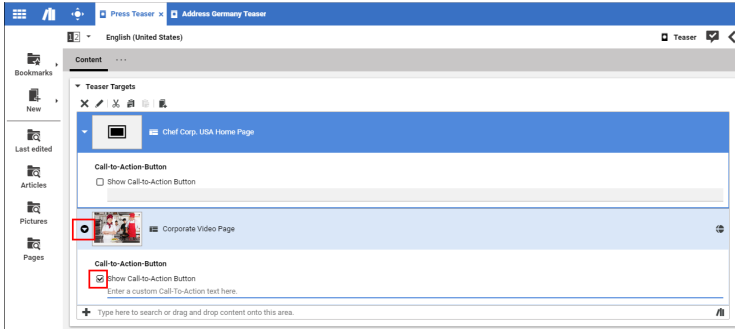 Press Teaser × Address Germany Teaser
12 English (United States) Teaser
Content ...
Bookmarks
New
Last edited
Articles
Pictures
Pages
Teaser Targets
Chef Corp. USA Home Page
Call-to-Action-Button
Show Call-to-Action Button
Corporate Video Page
Call-to-Action-Button
Show Call-to-Action Button
Enter a custom Call-To-Action text here.
Type here to search or drag and drop content onto this area.